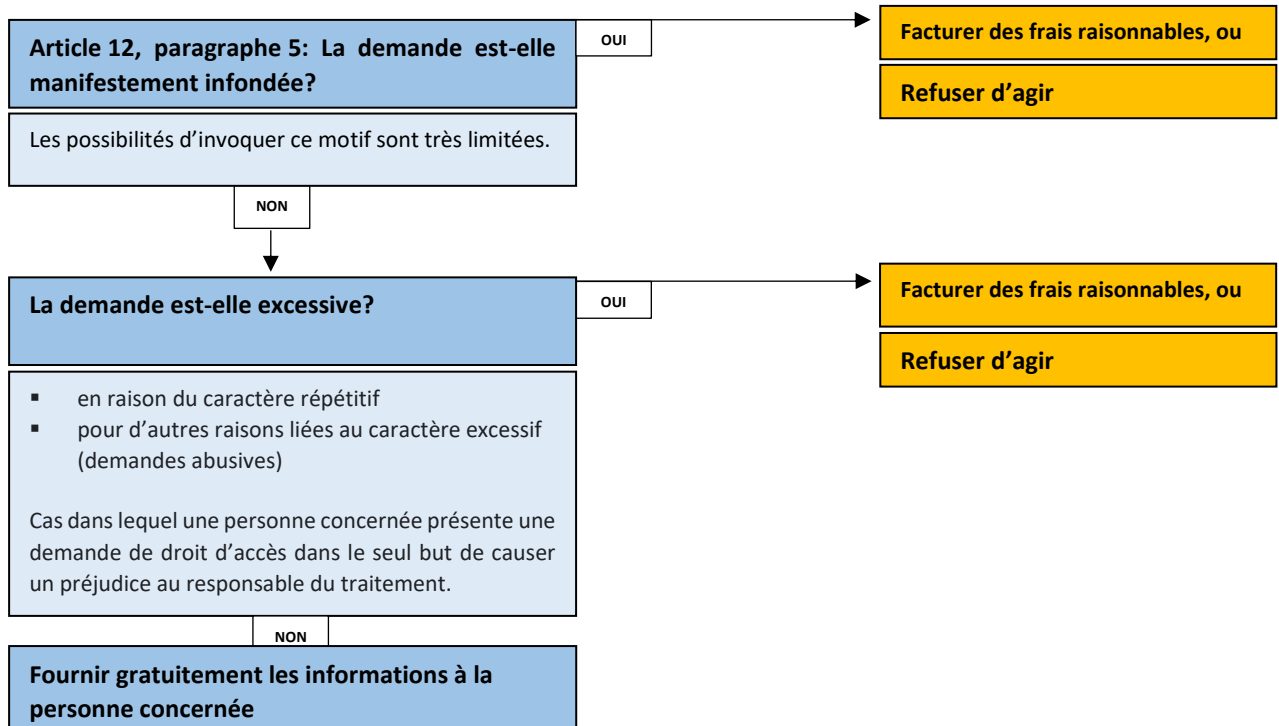 Article 12, paragraphe 5: La demande est-elle
manifestement infondée?
OUI
Facturer des frais raisonnables, ou
Refuser d’agir
Les possibilités d’invoquer ce motif sont très limitées.
NON
La demande est-elle excessive?
OUI
Facturer des frais raisonnables, ou
Refuser d’agir
▪ en raison du caractère répétitif
▪ pour d'autres raisons liées au caractère excessif
(demandes abusives)
Cas dans lequel une personne concernée présente une
demande de droit d’accès dans le seul but de causer
un préjudice au responsable du traitement.
NON
Fournir gratuitement les informations à la
personne concernée